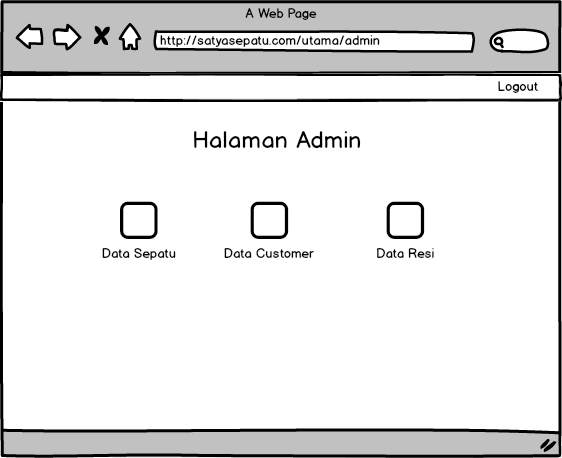 A Web Page
http://satyasepatu.com/utama/admin
Logout
Halaman Admin
Data Sepatu
Data Customer
Data Resi